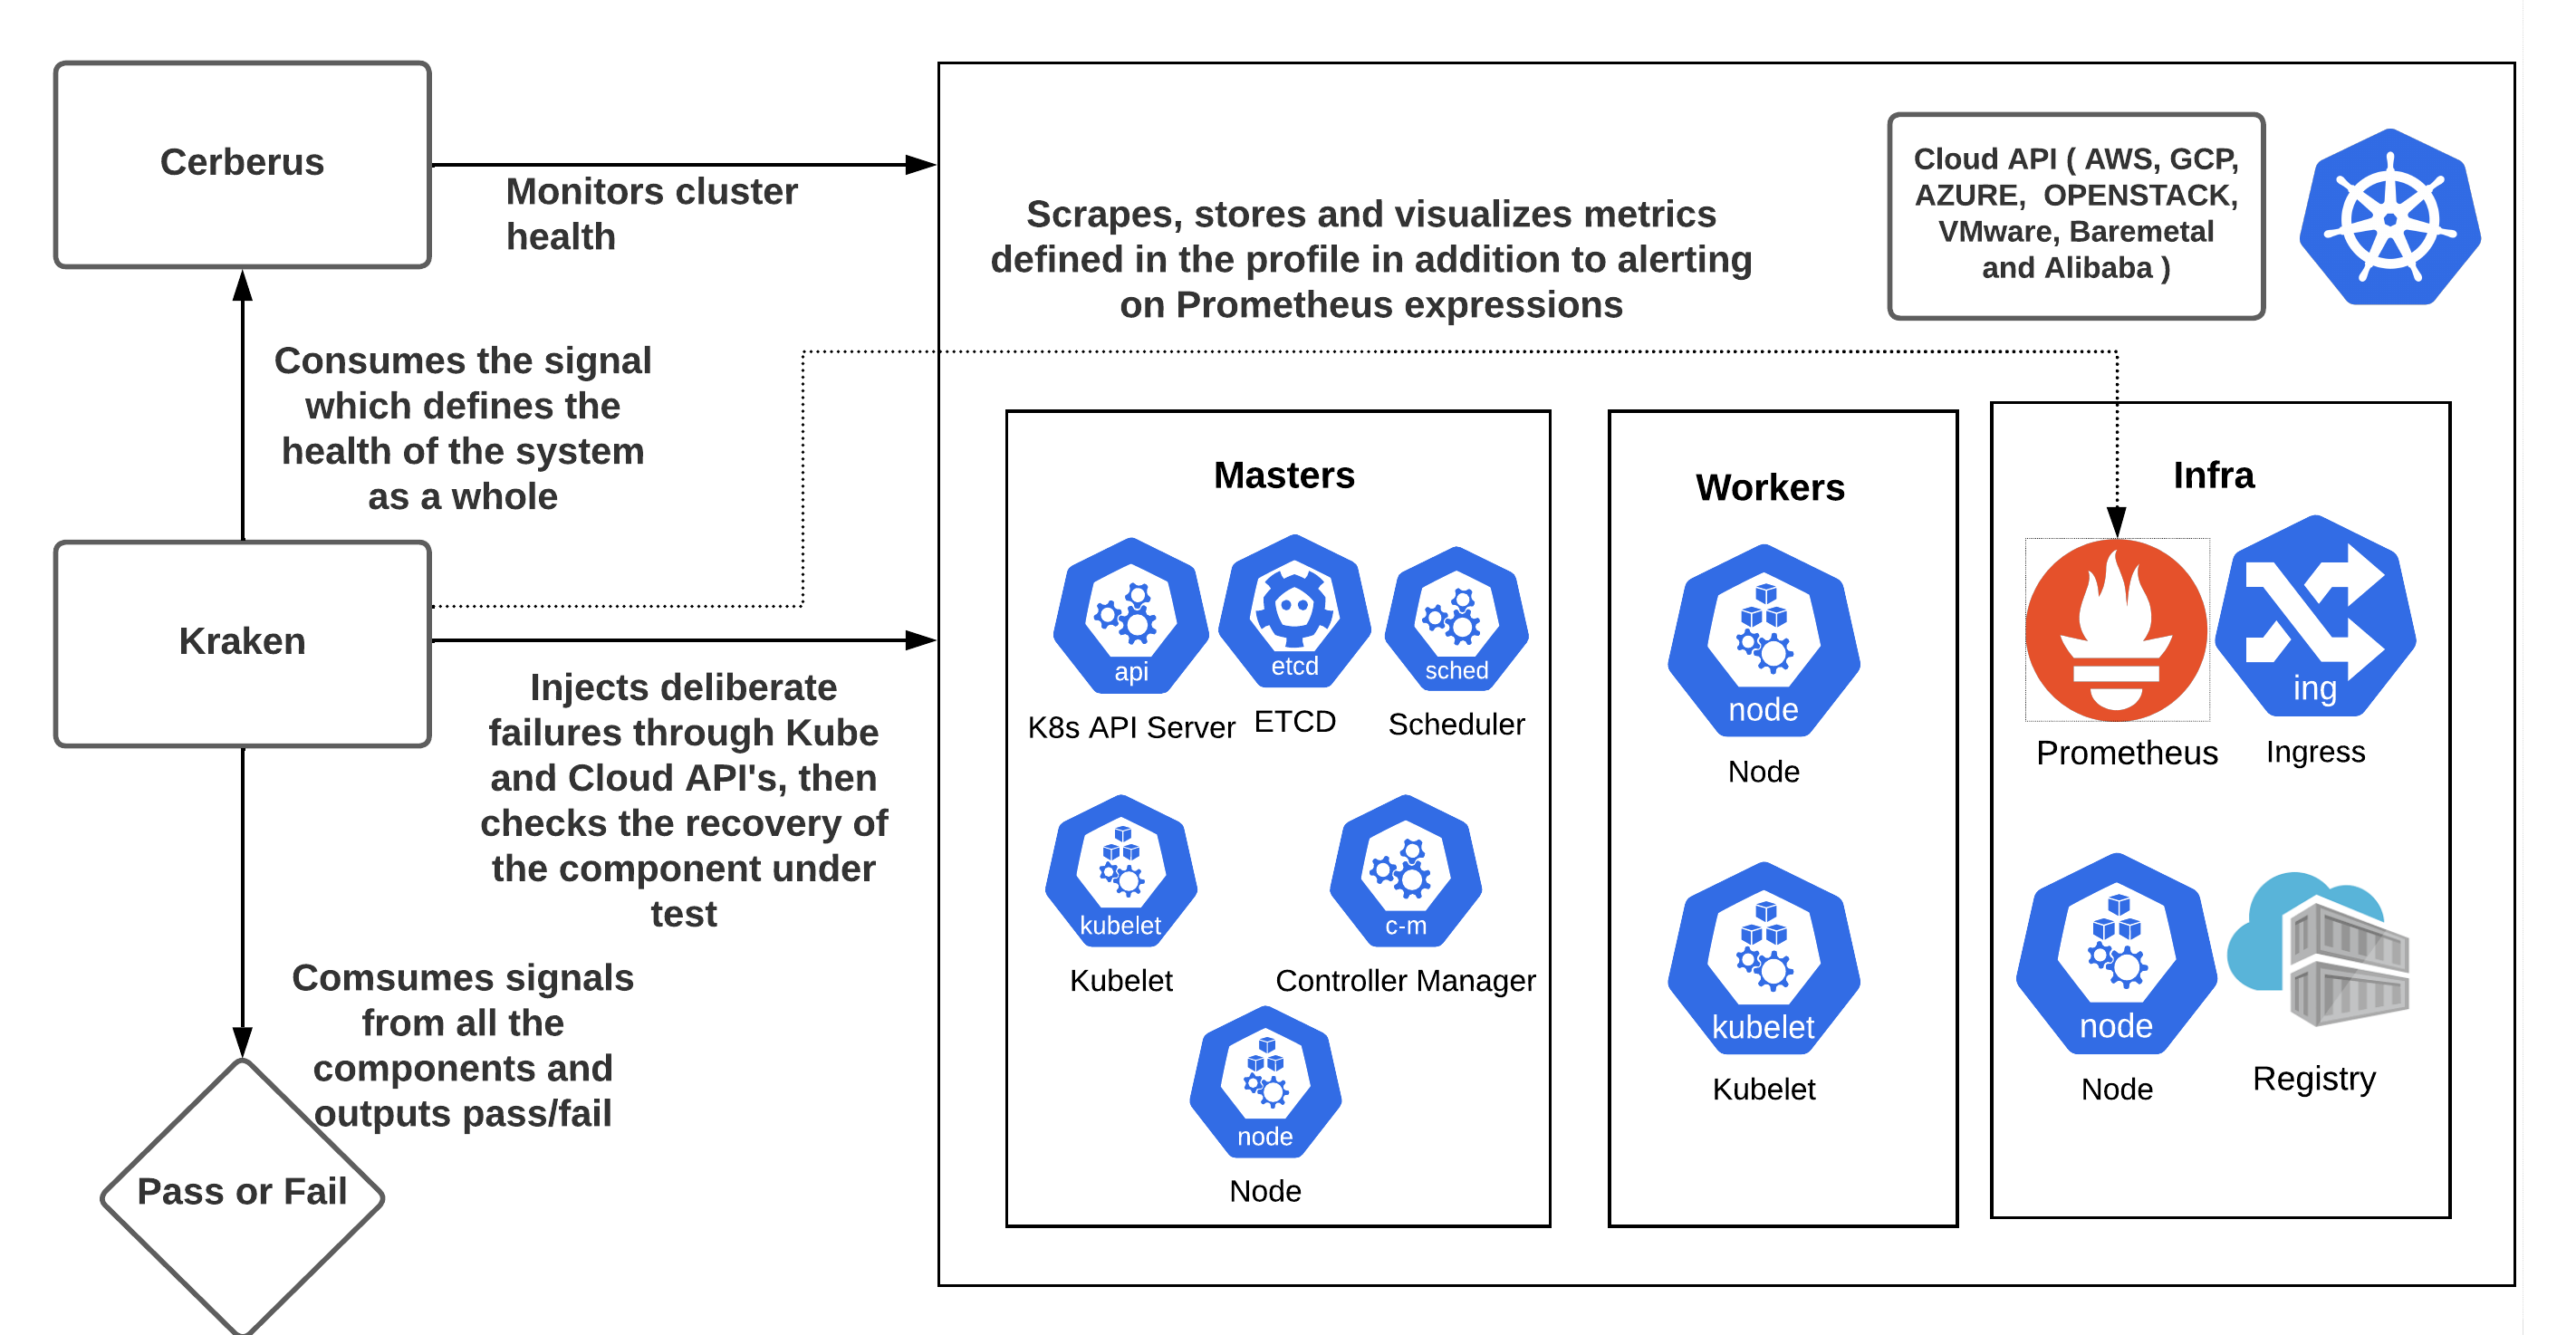 Cerberus
Monitors cluster
health
Consumes the signal
which defines the
health of the system
as a whole
Kraken
Injects deliberate
failures through Kube
and Cloud API's, then
checks the recovery of
the component under
test
Comsumes signals
from all the
components and
outputs pass/fail
Pass or Fail
Scrapes, stores and visualizes metrics
defined in the profile in addition to alerting
on Prometheus expressions
Cloud API ( AWS, GCP,
AZURE, OPENSTACK,
VMware, Baremetal
and Alibaba )
Masters
api
etcd
sched
K8s API Server
ETCD
Scheduler
kubelet
c-m
Kubelet
Controller Manager
node
Node
Workers
node
Node
kubelet
Kubelet
Infra
ing
Prometheus
Ingress
node
Node
Registry